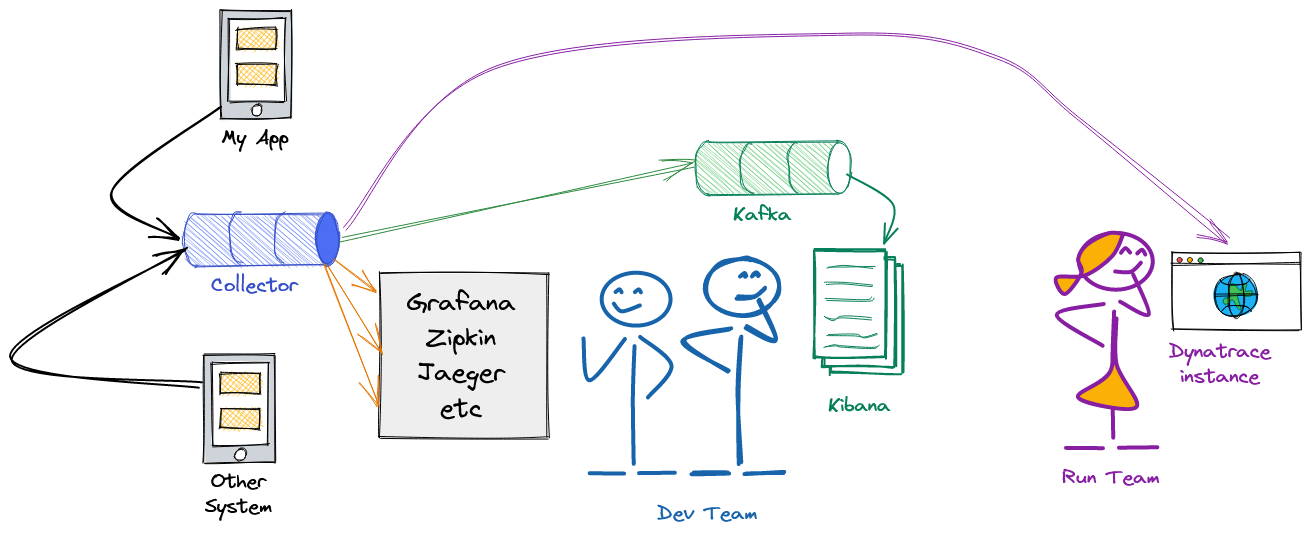 My App
Kafka
Collector
Grafana
Zipkin
Jaeger
etc
Dynatrace
instance
Kibana
Other
System
Run Team
Dev Team